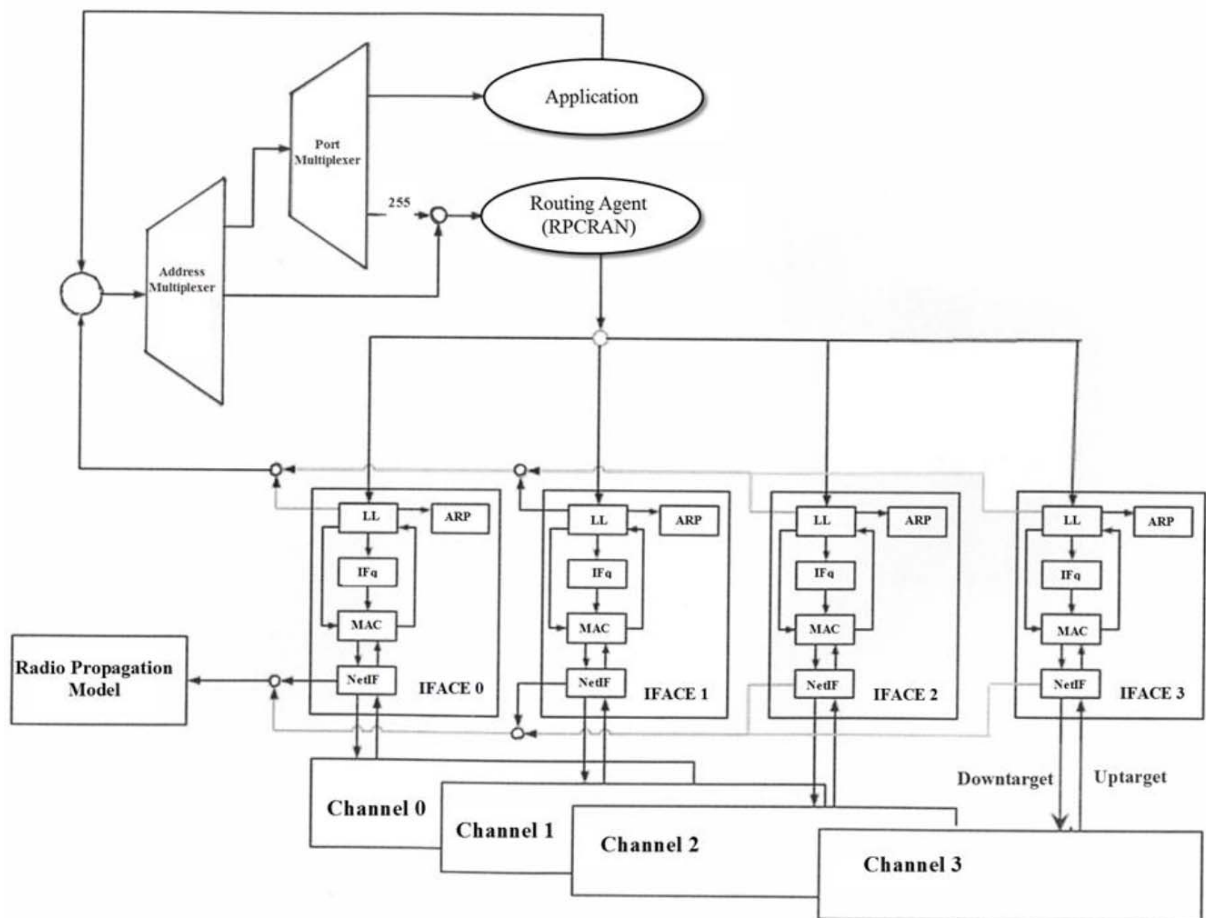 Application
Port
Multiplexer
255
Routing Agent
(RPCRAN)
Address
Multiplexer
LL
ARP
IFq
MAC
NetIF
IFACE 0
LL
ARP
IFq
MAC
NetIF
IFACE 1
LL
ARP
IFq
MAC
NetIF
IFACE 2
LL
ARP
IFq
MAC
NetIF
IFACE 3
Radio Propagation
Model
Downtarget
Uptarget
Channel 0
Channel 1
Channel 2
Channel 3